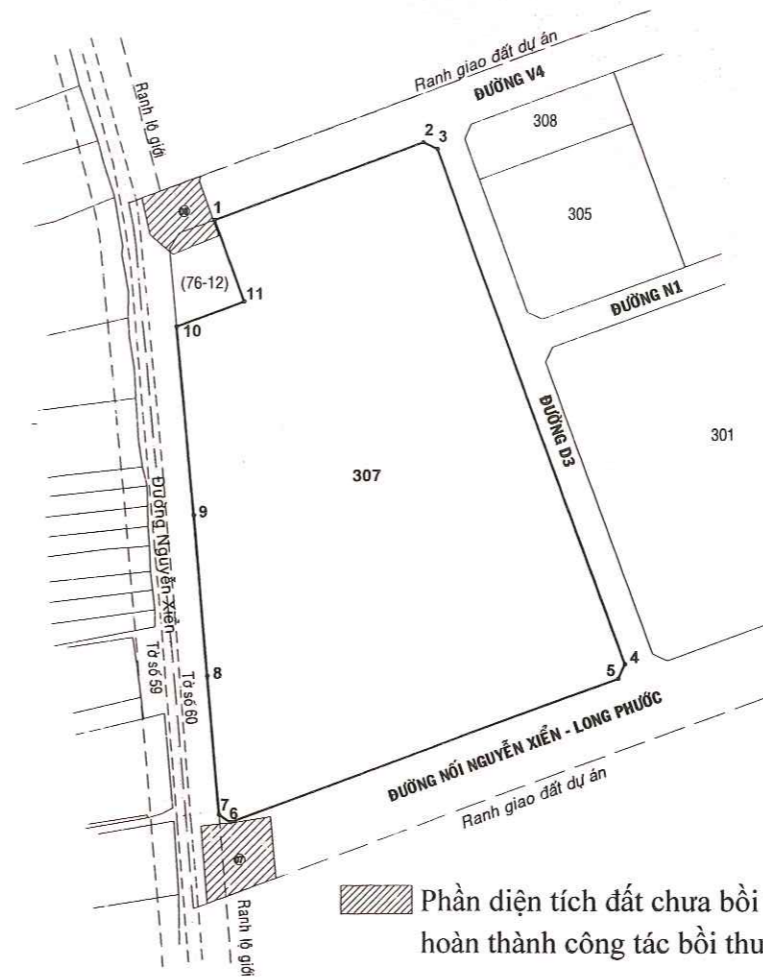 Ranh giao đất dự án
ĐƯỜNG V4
Ranh lộ giới
2
3
308
305
1
(76-12)
11
10
ĐƯỜNG N1
ĐƯỜNG D3
301
307
9
Đường Nguyễn Xiển
8
Tờ số 59
Tờ số 60
4
5
ĐƯỜNG NỐI NGUYỄN XIỂN - LONG PHƯỚC
Ranh giao đất dự án
7
6
Ranh lộ giới
Phần diện tích đất chưa bồi
hoàn thành công tác bồi thu